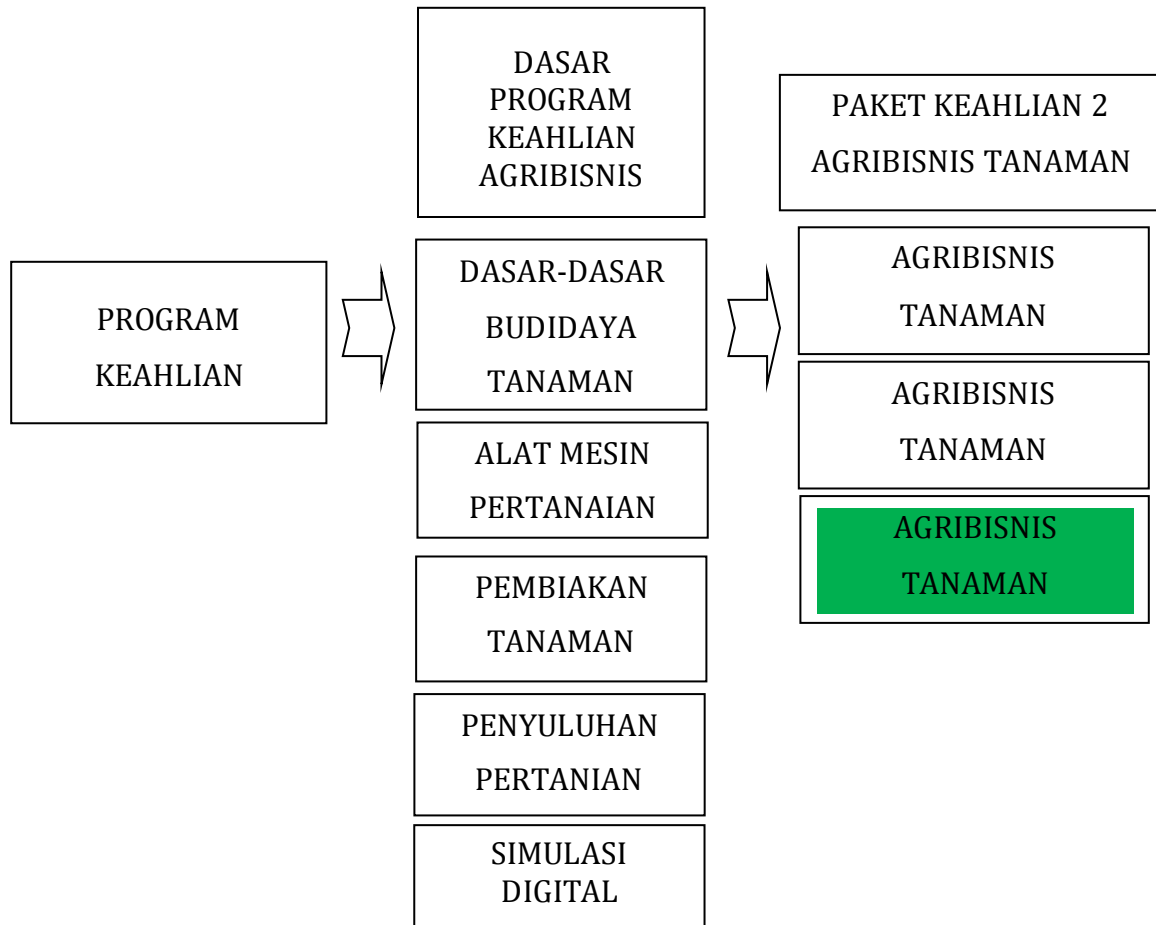 PROGRAM
KEAHLIAN
DASAR
PROGRAM
KEAHLIAN
AGRIBISNIS
DASAR-DASAR
BUDIDAYA
TANAMAN
ALAT MESIN
PERTANAIAN
PEMBIAKAN
TANAMAN
PENYULUHAN
PERTANIAN
SIMULASI
DIGITAL
PAKET KEAHLIAN 2
AGRIBISNIS TANAMAN
AGRIBISNIS
TANAMAN
AGRIBISNIS
TANAMAN
AGRIBISNIS
TANAMAN